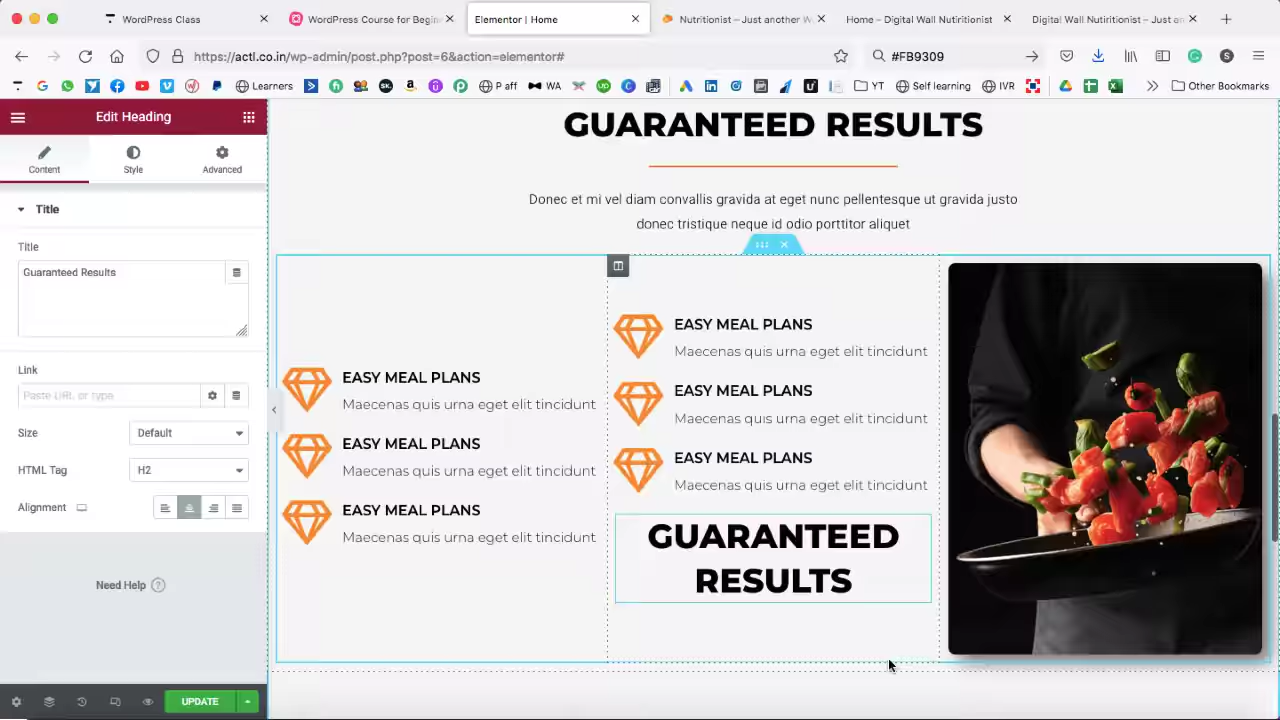 WordPress Class
WordPress Course for Beginn
Elementor | Home
Nutritionist – Just another W
Home – Digital Wall Nutiritionist
Digital Wall Nutiritionist – Just an
https://actl.co.in/wp-admin/post.php?post=6&action=elementor#
#FB9309
Learners
P aff
WA
YT
Self learning
IVR
Other Bookmarks
Edit Heading
Content
Style
Advanced
Title
Title
Guaranteed Results
Link
Paste URL or type
Size
Default
HTML Tag
H2
Alignment
Need Help
UPDATE
GUARANTEED RESULTS
Donec et mi vel diam convallis gravida at eget nunc pellentesque ut gravida justo
donec tristique neque id odio porttitor aliquet
EASY MEAL PLANS
Maecenas quis urna eget elit tincidunt
EASY MEAL PLANS
Maecenas quis urna eget elit tincidunt
EASY MEAL PLANS
Maecenas quis urna eget elit tincidunt
EASY MEAL PLANS
Maecenas quis urna eget elit tincidunt
EASY MEAL PLANS
Maecenas quis urna eget elit tincidunt
EASY MEAL PLANS
Maecenas quis urna eget elit tincidunt
GUARANTEED
RESULTS